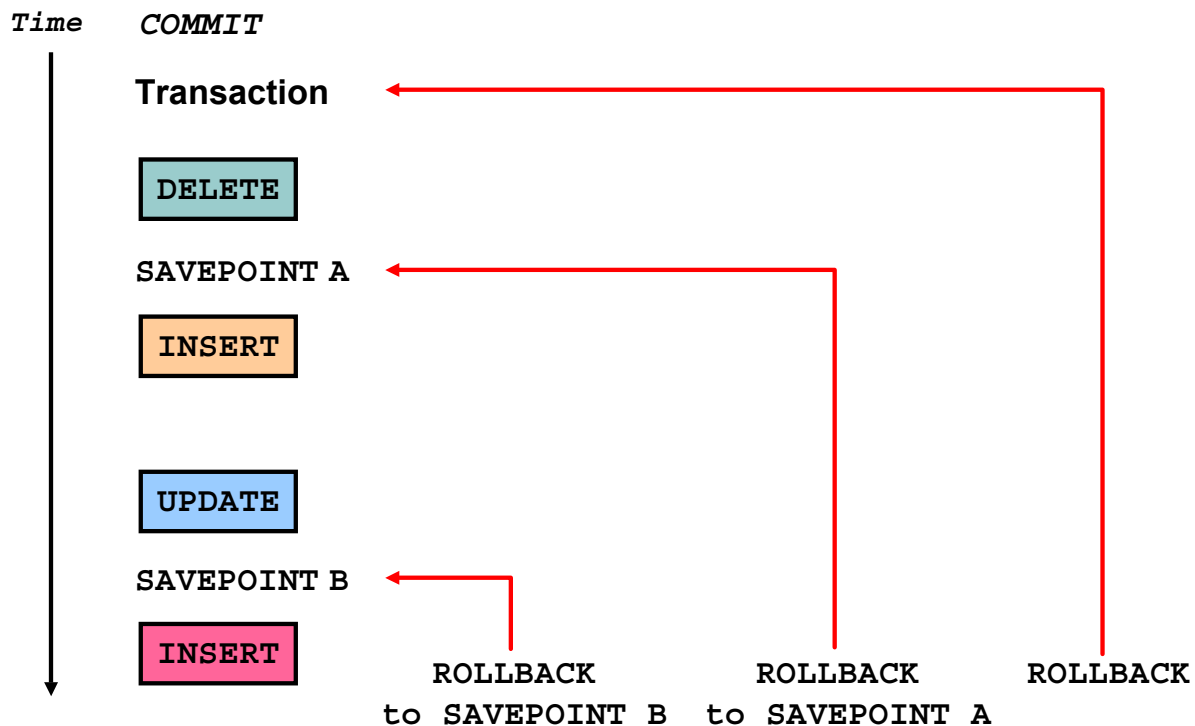 Time COMMIT
Transaction
DELETE
SAVEPOINT A
INSERT
UPDATE
SAVEPOINT B
INSERT
ROLLBACK ROLLBACK ROLLBACK
to SAVEPOINT B to SAVEPOINT A